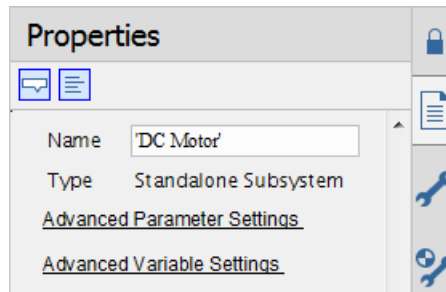 Properties
Name 'DC Motor'
Type Standalone Subsystem
Advanced Parameter Settings
Advanced Variable Settings